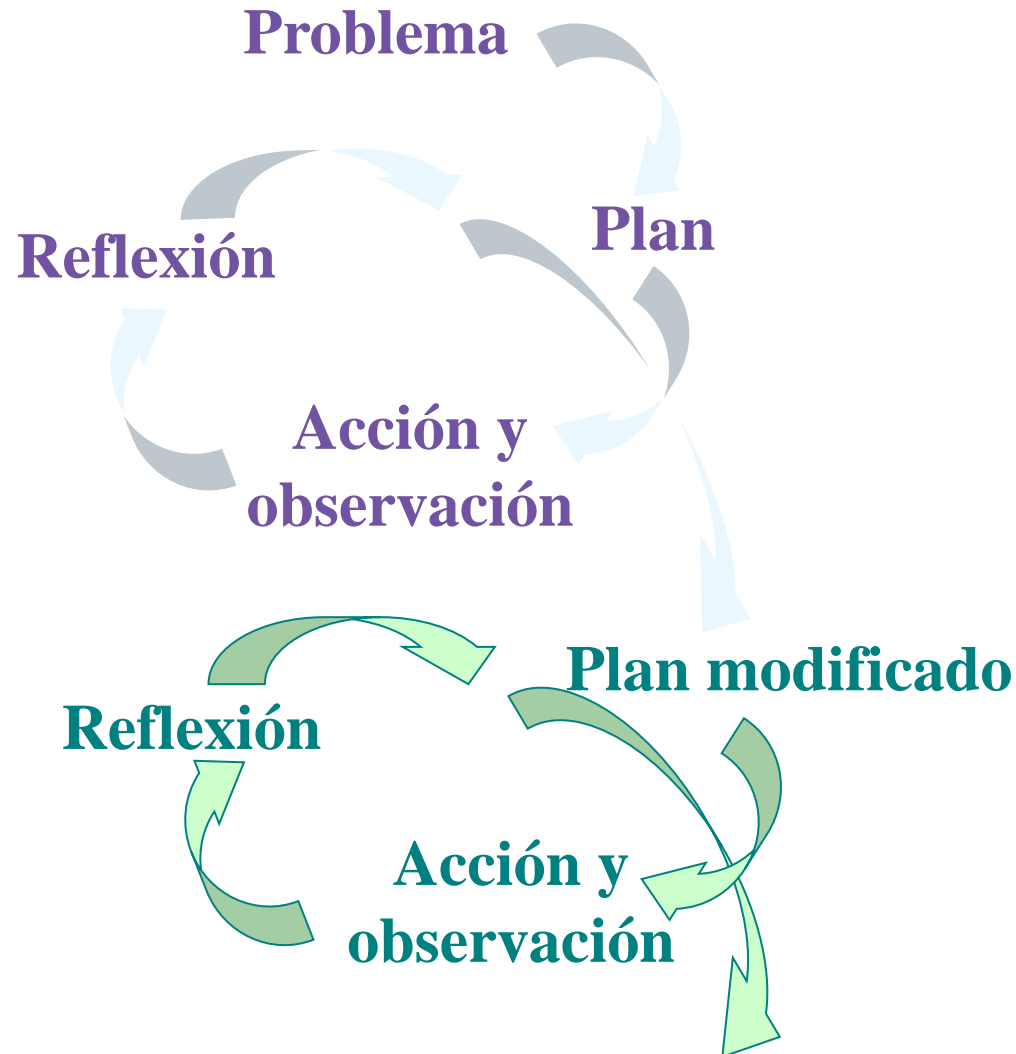 Problema
Plan
Reflexión
Acción y
observación
Plan modificado
Reflexión
Acción y
observación